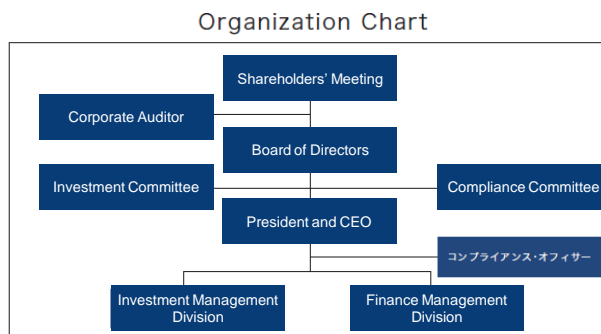 Organization Chart
Shareholders' Meeting
Corporate Auditor
Board of Directors
Investment Committee
Compliance Committee
President and CEO
コンプライアンス・オフィサー
Investment Management
Division
Finance Management
Division